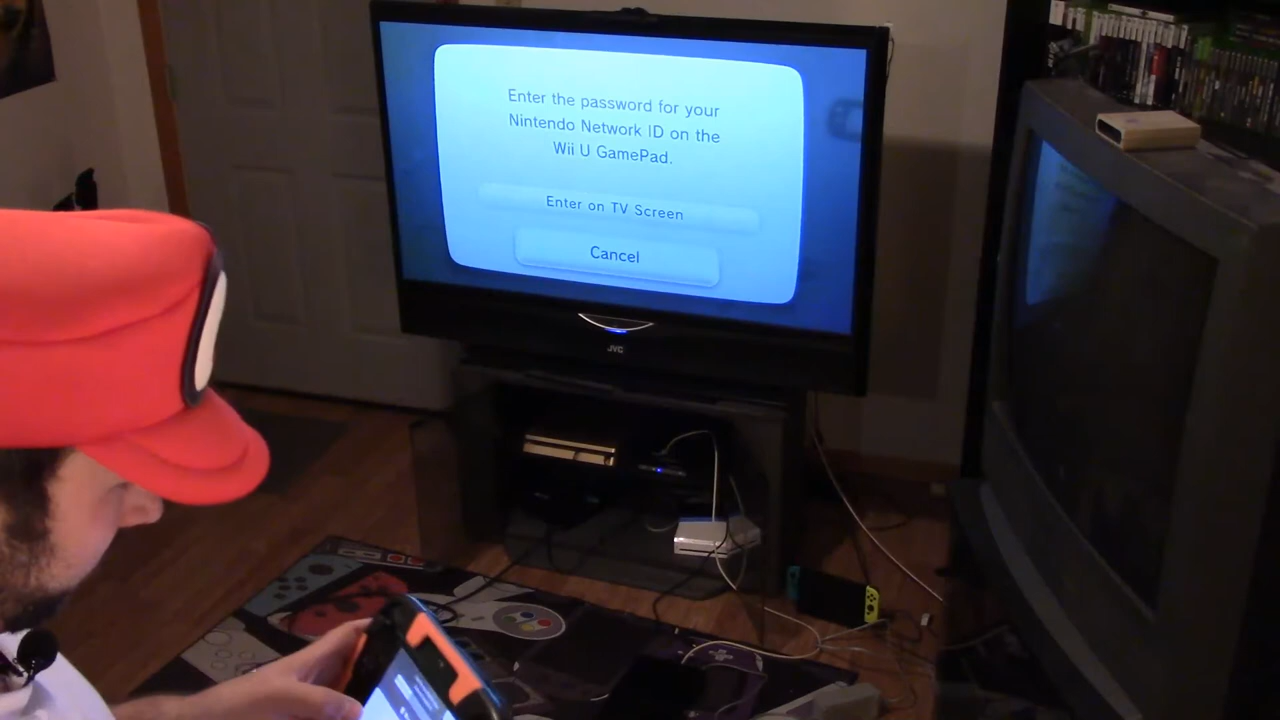 Enter the password for your
Nintendo Network ID on the
Wii U GamePad.
Enter on TV Screen
Cancel
JVC